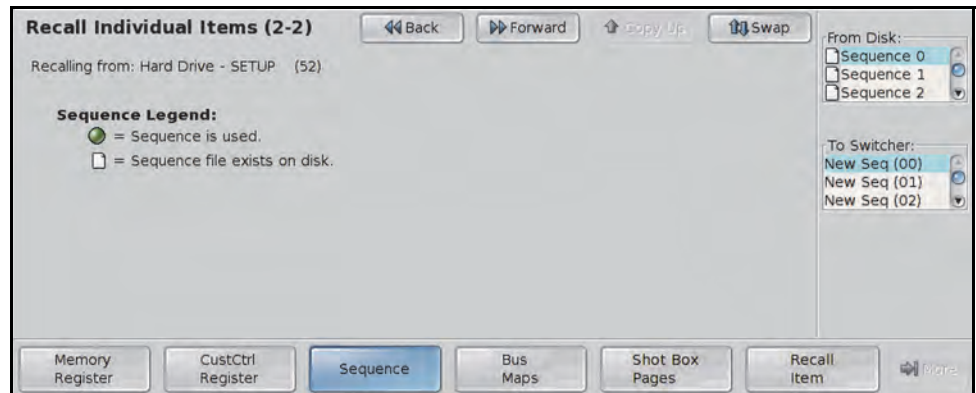 Recall Individual Items (2-2)
Back
Forward
Copy Up
Swap
Recalling from: Hard Drive - SETUP (52)
Sequence Legend:
= Sequence is used.
= Sequence file exists on disk.
From Disk:
Sequence 0
Sequence 1
Sequence 2
To Switcher:
New Seq (00)
New Seq (01)
New Seq (02)
Memory
Register
CustCtrl
Register
Sequence
Bus
Maps
Shot Box
Pages
Recall
Item
More